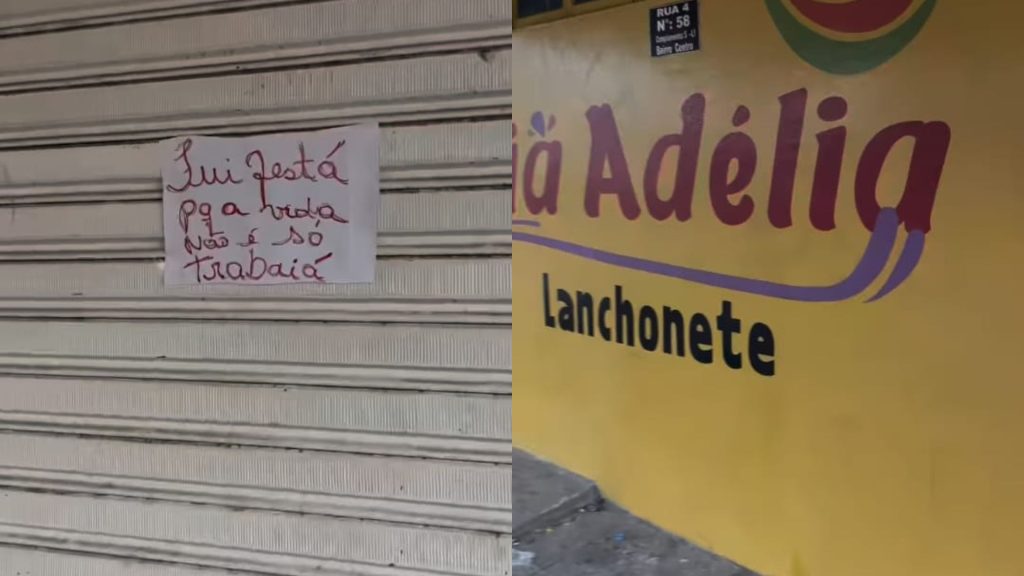 Fui festá
pq a vida
não é só
trabaiá
RUA 4
Nº: 58
Bairro Centro
Adélia
Lanchonete